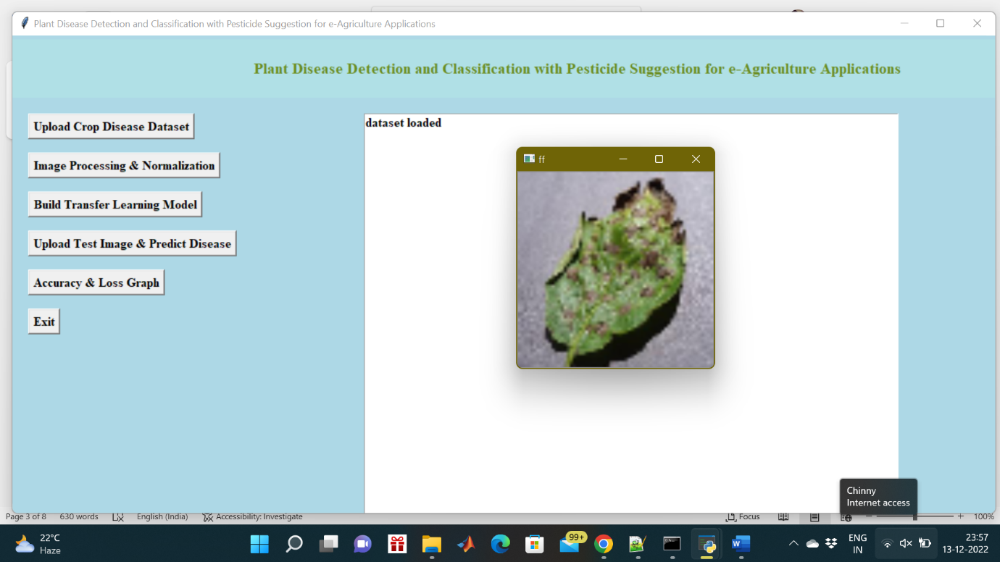 Plant Disease Detection and Classification with Pesticide Suggestion for e-Agriculture Applications
Plant Disease Detection and Classification with Pesticide Suggestion for e-Agriculture Applications
Upload Crop Disease Dataset
Image Processing & Normalization
Build Transfer Learning Model
Upload Test Image & Predict Disease
Accuracy & Loss Graph
Exit
dataset loaded
ff
Chinny
Internet access
Page 3 of 8 630 words English (India) Accessibility: Investigate Focus 100%
22°C
Haze
99+
ENG
IN
23:57
13-12-2022